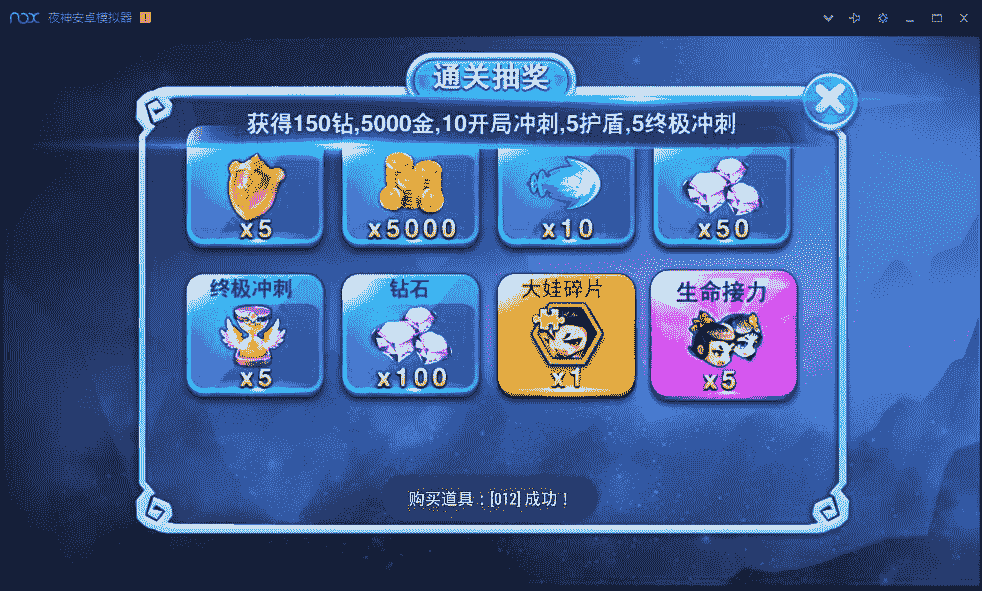 nox 夜神安卓模拟器
通关抽奖
获得150钻,5000金,10开局冲刺,5护盾,5终极冲刺
x5 x5000 x10 x50
终极冲刺 钻石 大娃碎片 生命接力
x5 x100 x1 x5
购买道具：[012] 成功！